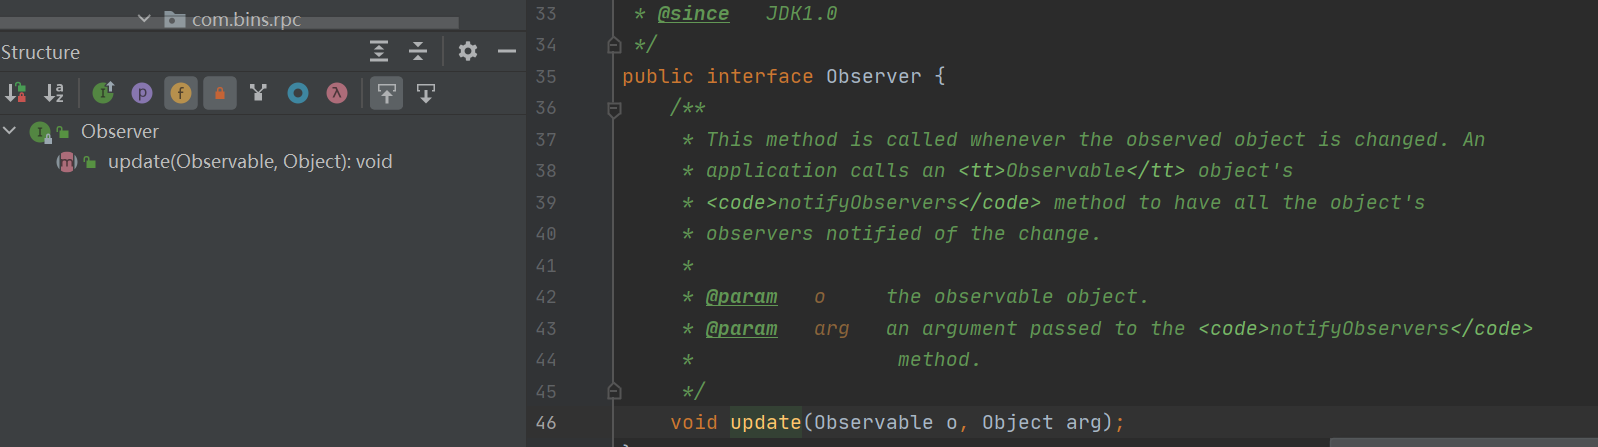 com.bins.rpc
Structure
Observer
update(Observable, Object): void
33 * @since JDK1.0
34 */
35 public interface Observer {
36 /**
37 * This method is called whenever the observed object is changed. An
38 * application calls an <tt>Observable</tt> object's
39 * <code>notifyObservers</code> method to have all the object's
40 * observers notified of the change.
41 *
42 * @param o the observable object.
43 * @param arg an argument passed to the <code>notifyObservers</code>
44 * method.
45 */
46 void update(Observable o, Object arg);